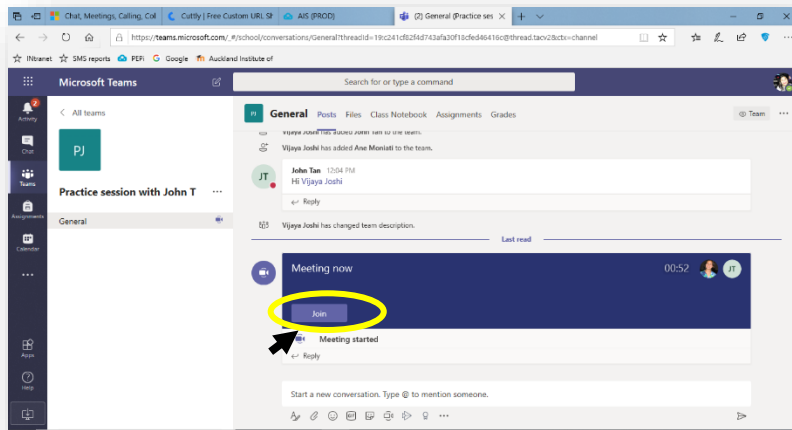 Chat, Meetings, Calling, Col
Cuttly | Free Custom URL Sh
AIS (PROD)
(2) General (Practice ses
https://teams.microsoft.com/_#/school/conversations/General?threadId=19:c241cf82f4d743afa30f18cfed46416c@thread.tacv2&ctx=channel
INtranet SMS reports PEFi Google Auckland Institute of
Microsoft Teams
Search for or type a command
2
Activity
Chat
Teams
Assignments
Calendar
Apps
Help
All teams
PJ
Practice session with John T
General
PJ General Posts Files Class Notebook Assignments Grades Team
Vijaya Joshi has added John Tan to the team.
Vijaya Joshi has added Ane Moniati to the team.
JT John Tan 12:04 PM
Hi Vijaya Joshi
Reply
Vijaya Joshi has changed team description.
Last read
Meeting now 00:52 JT
Join
Meeting started
Reply
Start a new conversation. Type @ to mention someone.
GIF